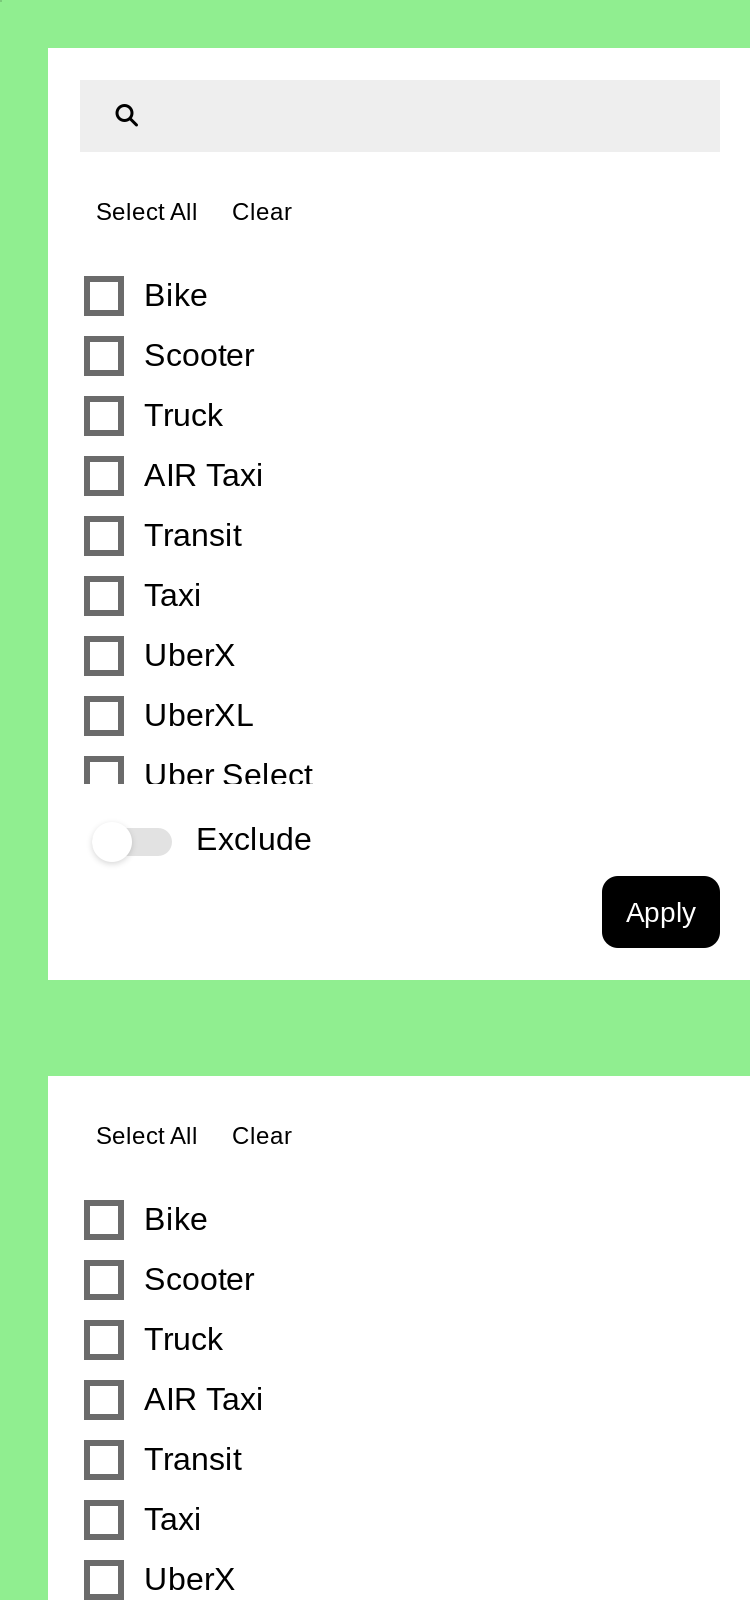 Select All Clear
Bike
Scooter
Truck
AIR Taxi
Transit
Taxi
UberX
UberXL
Uber Select
Exclude
Apply
Select All Clear
Bike
Scooter
Truck
AIR Taxi
Transit
Taxi
UberX